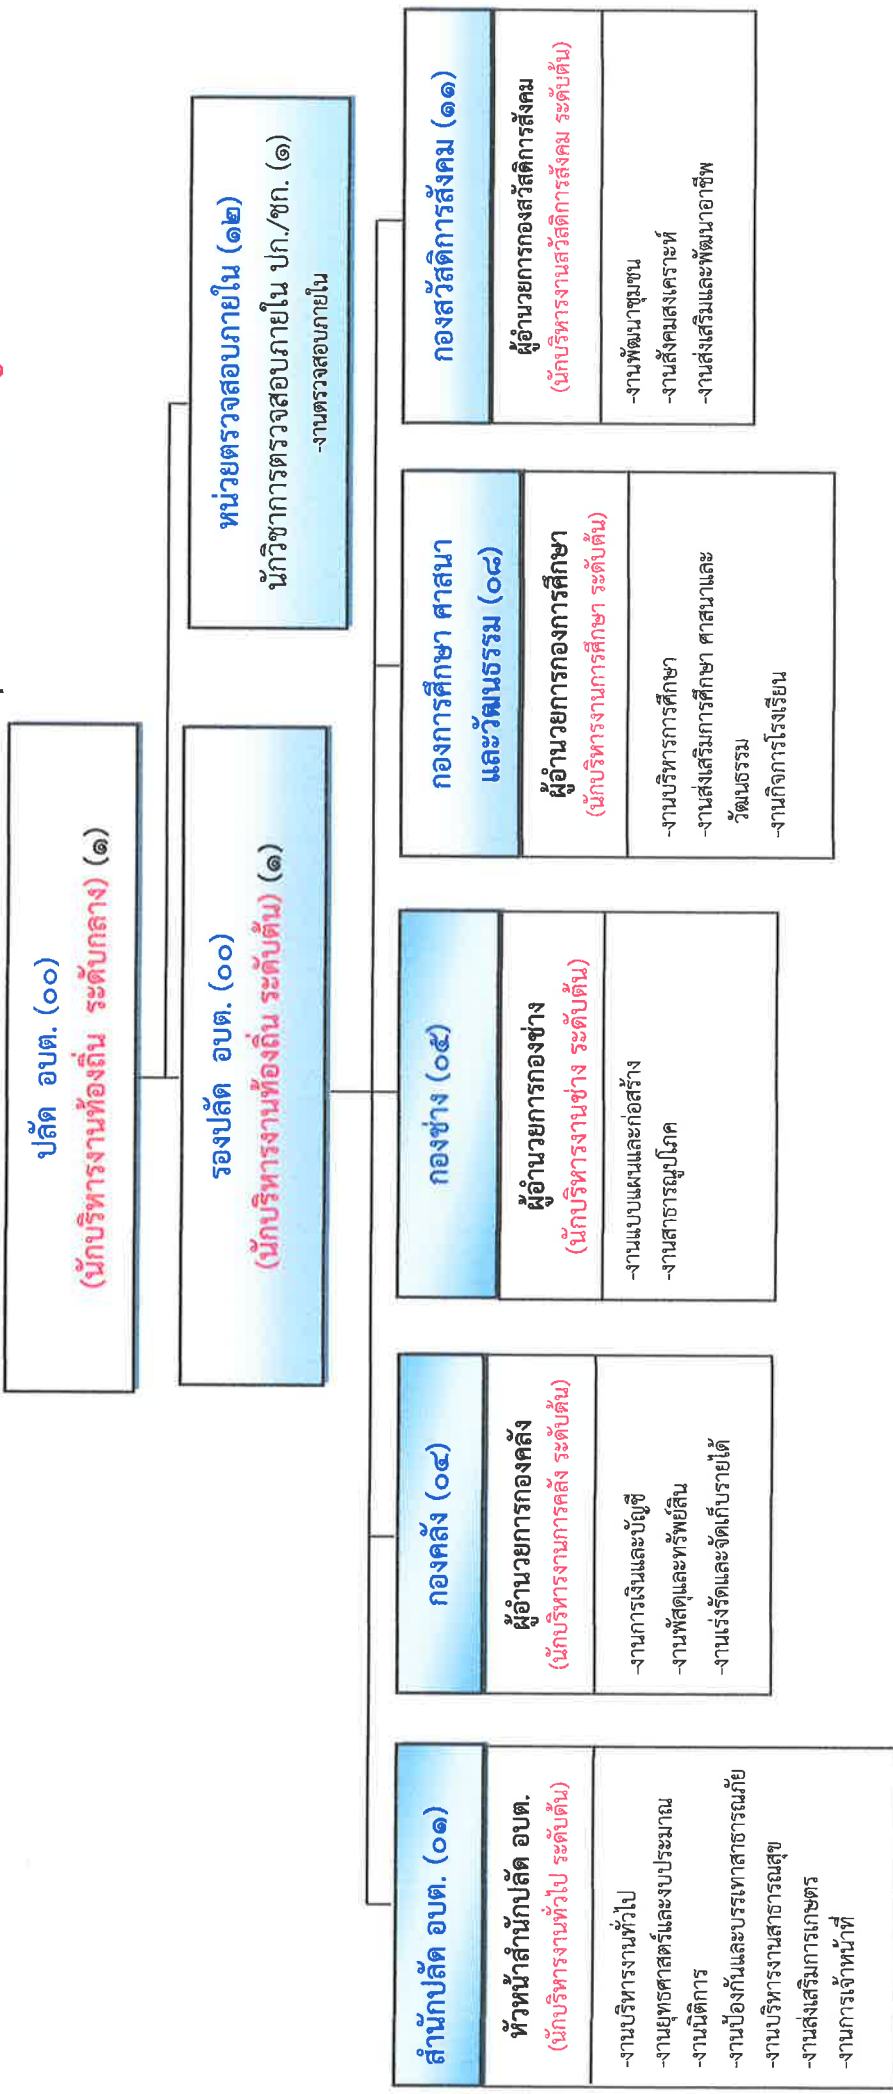 ปลัด อบต. (๐๐)
(นักบริหารงานท้องถิ่น ระดับกลาง) (๑)
หน่วยตรวจสอบภายใน (๑๒)
นักวิชาการตรวจสอบภายใน ปก./ชก. (๑)
-งานตรวจสอบภายใน
รองปลัด อบต. (๐๐)
(นักบริหารงานท้องถิ่น ระดับต้น) (๑)
สำนักปลัด อบต. (๐๑)
หัวหน้าสำนักปลัด อบต.
(นักบริหารงานทั่วไป ระดับต้น)
-งานบริหารงานทั่วไป
-งานยุทธศาสตร์และงบประมาณ
-งานนิติการ
-งานป้องกันและบรรเทาสาธารณภัย
-งานบริหารงานสาธารณสุข
-งานส่งเสริมการเกษตร
-งานการเจ้าหน้าที่
กองคลัง (๐๔)
ผู้อำนวยการกองคลัง
(นักบริหารงานการคลัง ระดับต้น)
-งานการเงินและบัญชี
-งานพัสดุและทรัพย์สิน
-งานเร่งรัดและจัดเก็บรายได้
กองช่าง (๐๕)
ผู้อำนวยการกองช่าง
(นักบริหารงานช่าง ระดับต้น)
-งานแบบแผนและก่อสร้าง
-งานสาธารณูปโภค
กองการศึกษา ศาสนา
และวัฒนธรรม (๐๘)
ผู้อำนวยการกองการศึกษา
(นักบริหารงานการศึกษา ระดับต้น)
-งานบริหารการศึกษา
-งานส่งเสริมการศึกษา ศาสนาและ
วัฒนธรรม
-งานกิจการโรงเรียน
กองสวัสดิการสังคม (๑๑)
ผู้อำนวยการกองสวัสดิการสังคม
(นักบริหารงานสวัสดิการสังคม ระดับต้น)
-งานพัฒนาชุมชน
-งานสังคมสงเคราะห์
-งานส่งเสริมและพัฒนาอาชีพ